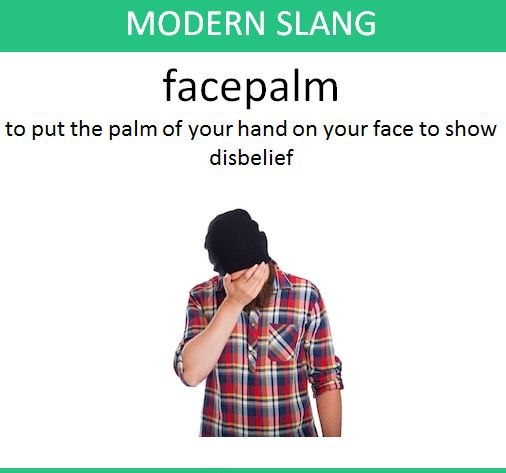 MODERN SLANG
facepalm
to put the palm of your hand on your face to show
disbelief